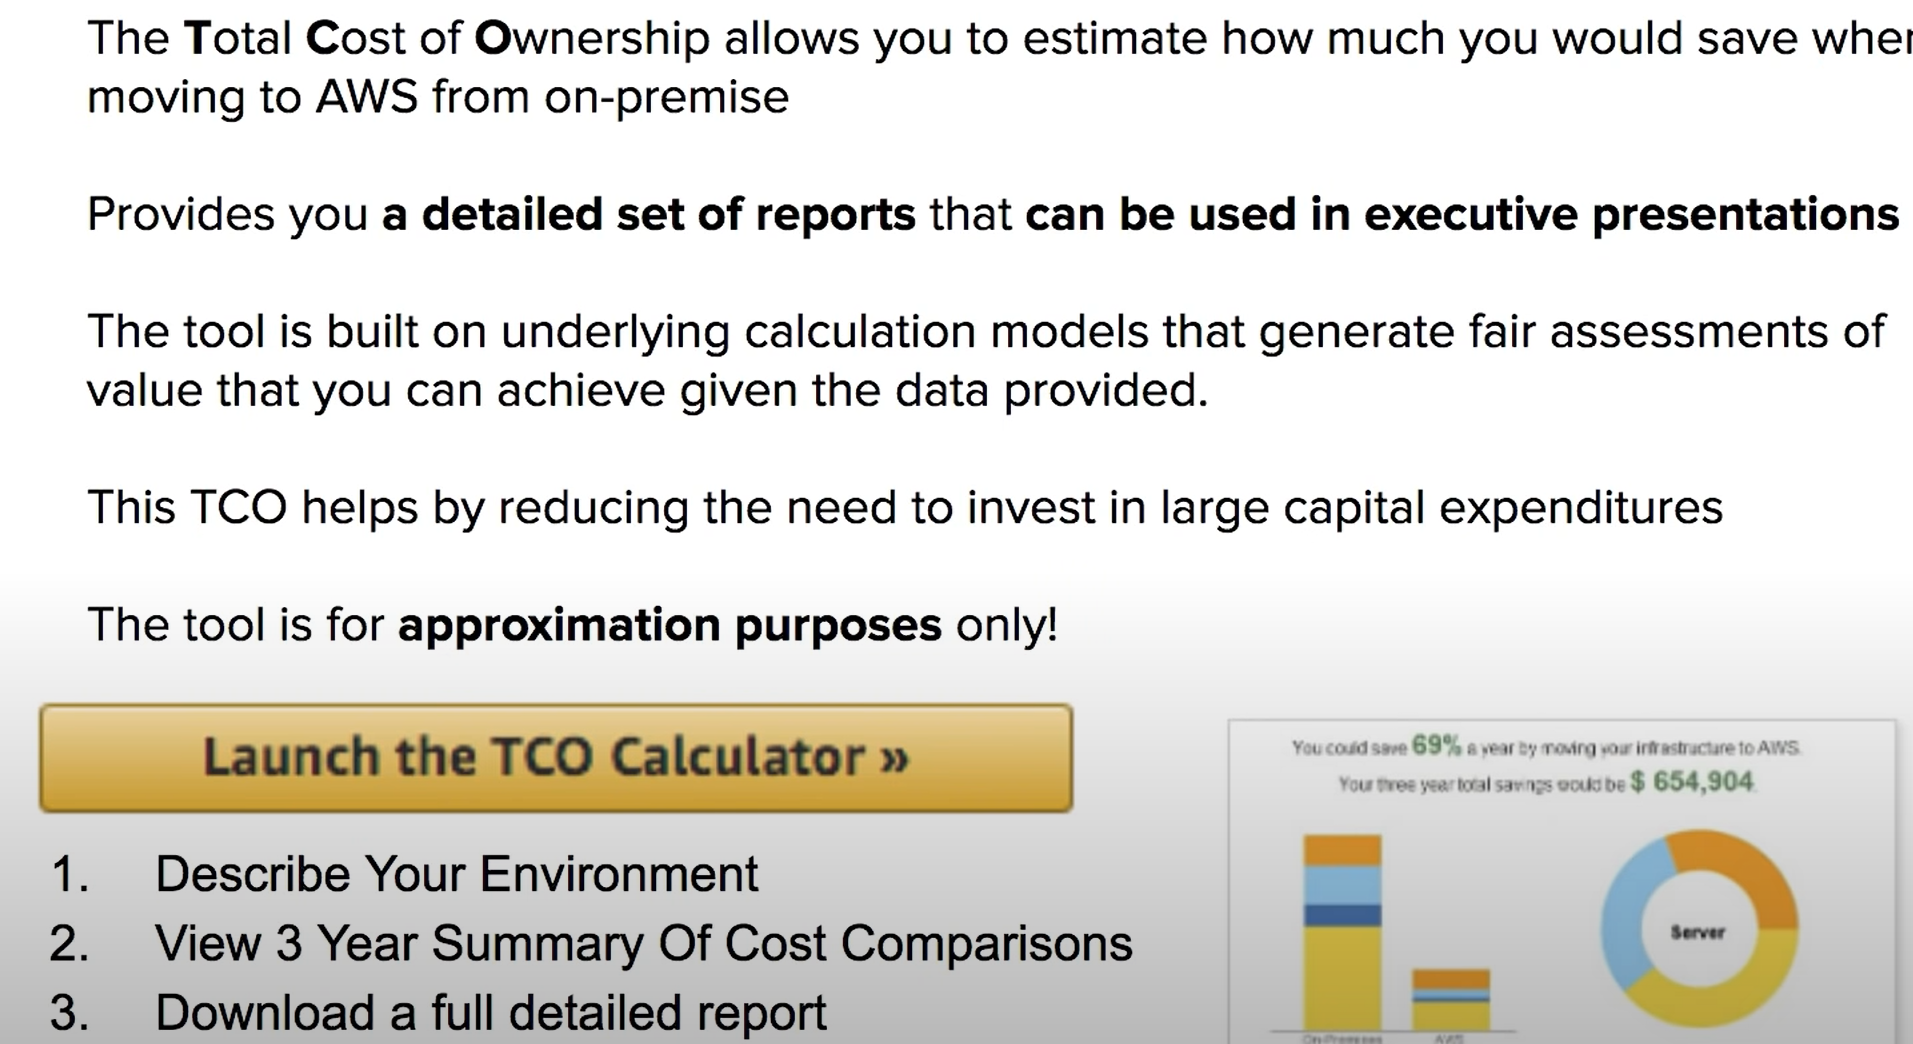 The Total Cost of Ownership allows you to estimate how much you would save when
moving to AWS from on-premise
Provides you a detailed set of reports that can be used in executive presentations
The tool is built on underlying calculation models that generate fair assessments of
value that you can achieve given the data provided.
This TCO helps by reducing the need to invest in large capital expenditures
The tool is for approximation purposes only!
Launch the TCO Calculator »
1. Describe Your Environment
2. View 3 Year Summary Of Cost Comparisons
3. Download a full detailed report
You could save 69% a year by moving your infrastructure to AWS.
Your three year total savings would be $ 654,904.
Server
On-Premises
AWS